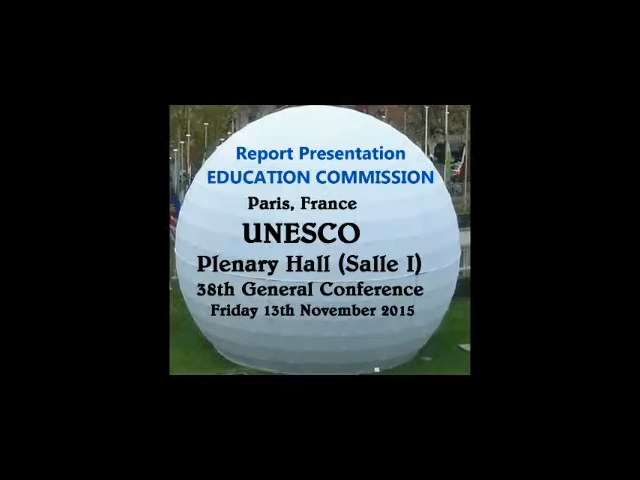 Report Presentation
EDUCATION COMMISSION
Paris, France
UNESCO
Plenary Hall (Salle I)
38th General Conference
Friday 13th November 2015